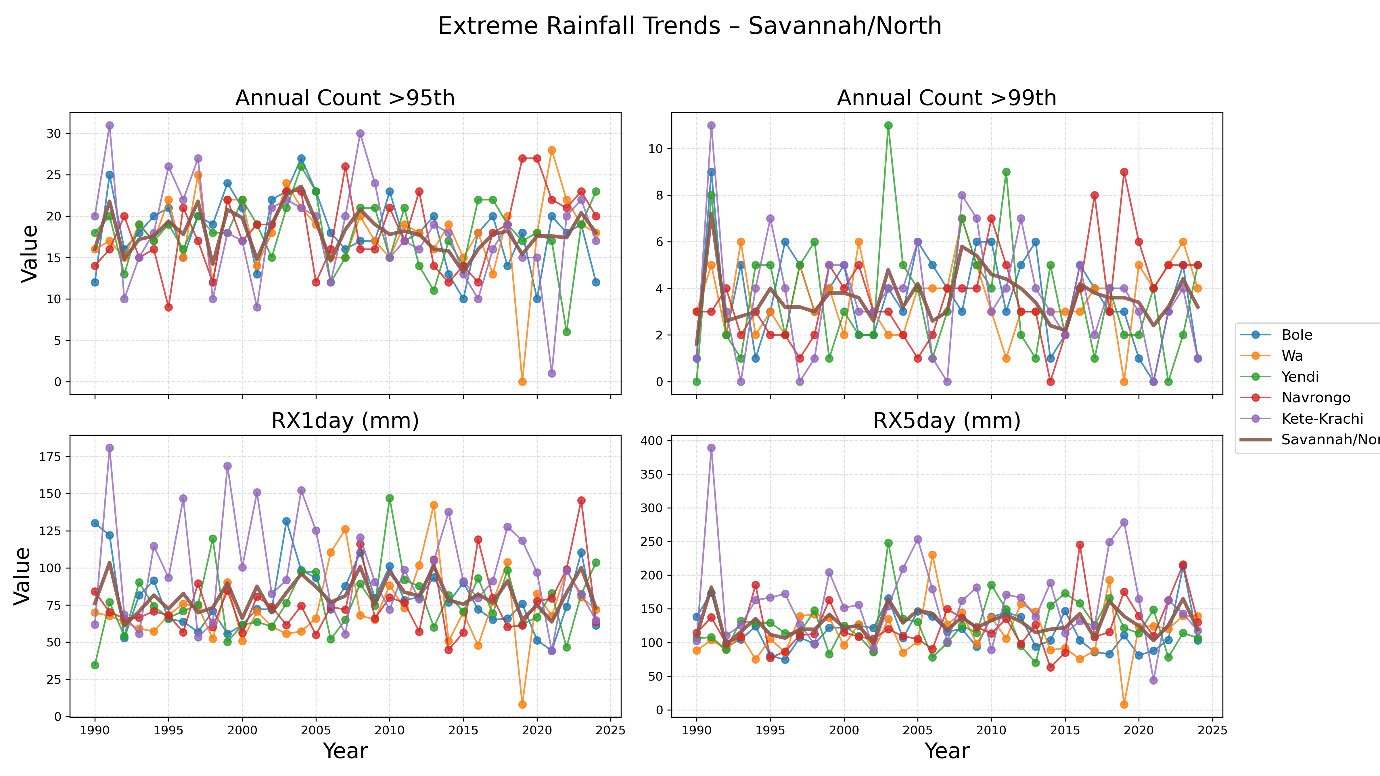 Extreme Rainfall Trends – Savannah/North
Annual Count >95th
Annual Count >99th
Value
30
25
20
15
10
5
0
10
8
6
4
2
0
RX1day (mm)
RX5day (mm)
Value
175
150
125
100
75
50
25
0
400
350
300
250
200
150
100
50
0
1990 1995 2000 2005 2010 2015 2020 2025
1990 1995 2000 2005 2010 2015 2020 2025
Year
Year
Bole
Wa
Yendi
Navrongo
Kete-Krachi
Savannah/Nor